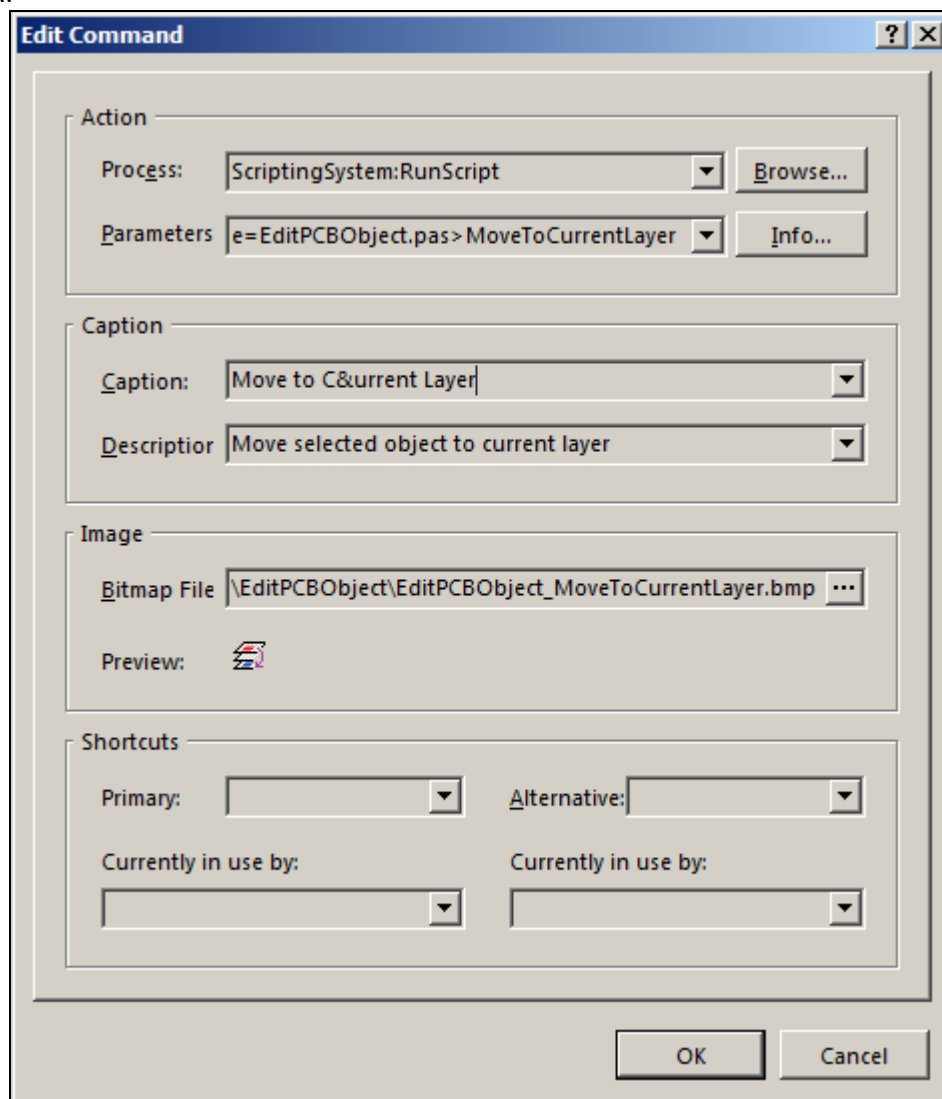 Edit Command
Action
Process: ScriptingSystem:RunScript Browse...
Parameters e=EditPCBObject.pas>MoveToCurrentLayer Info...
Caption
Caption: Move to C&urrent Layer
Descriptior Move selected object to current layer
Image
Bitmap File \EditPCBObject\EditPCBObject_MoveToCurrentLayer.bmp ...
Preview:
Shortcuts
Primary: Alternative:
Currently in use by: Currently in use by:
OK Cancel